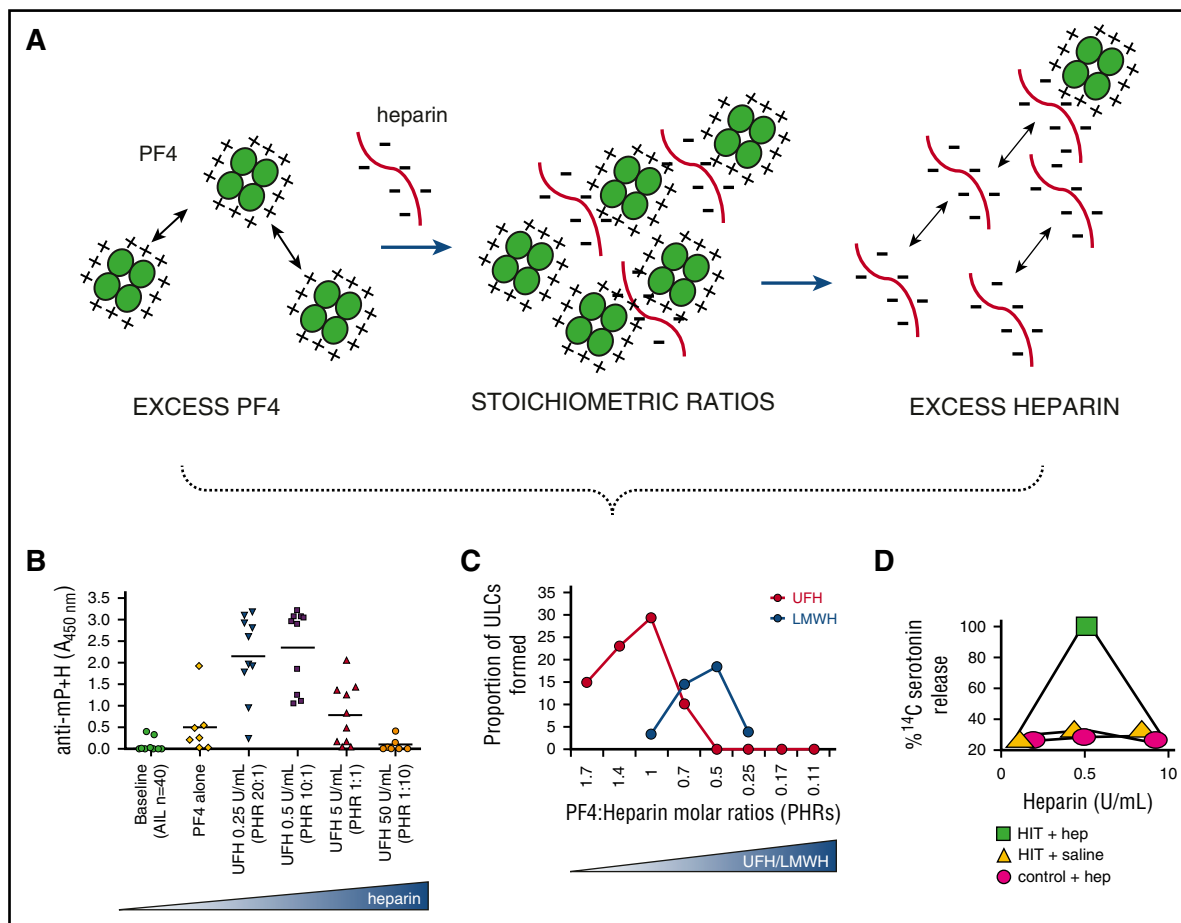 A
PF4
heparin
EXCESS PF4
STOICHIOMETRIC RATIOS
EXCESS HEPARIN
B
anti-mP+H (A450 nm)
3.5
3.0
2.5
2.0
1.5
1.0
0.5
0.0
Baseline
(AIL n=40)
PF4 alone
UFH 0.25 U/mL
(PHR 20:1)
UFH 0.5 U/mL
(PHR 10:1)
UFH 5 U/mL
(PHR 1:1)
UFH 50 U/mL
(PHR 1:10)
heparin
C
Proportion of ULCs
formed
35
30
25
20
15
10
5
0
UFH
LMWH
1.7
1.4
1
0.7
0.5
0.25
0.17
0.11
PF4:Heparin molar ratios (PHRs)
UFH/LMWH
D
%14C serotonin
release
100
80
60
40
20
0
0.5
10
Heparin (U/mL)
HIT + hep
HIT + saline
control + hep